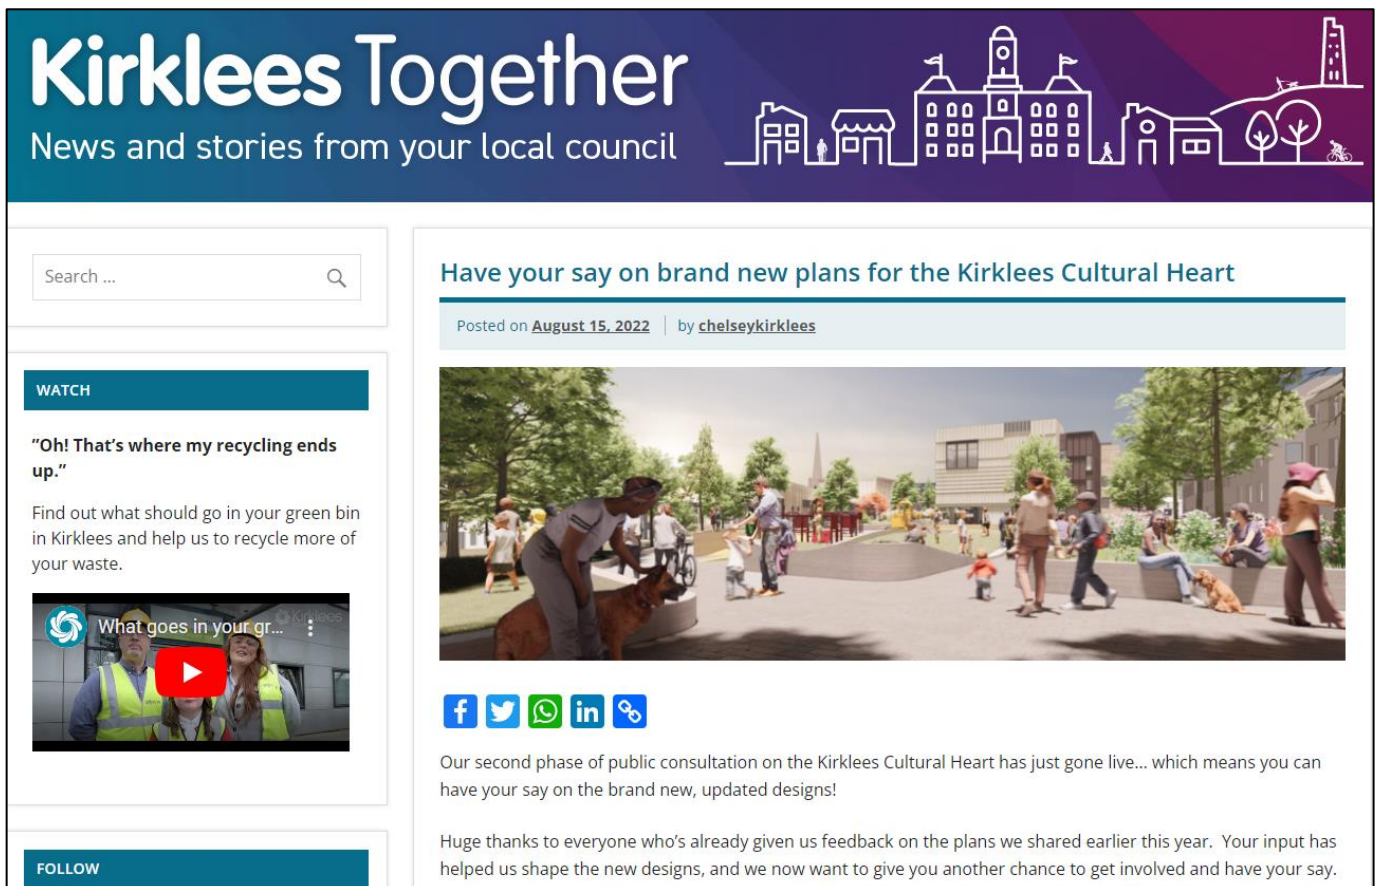 Kirklees Together
News and stories from your local council
Search ...
WATCH
”Oh! That’s where my recycling ends
up.”
Find out what should go in your green bin
in Kirklees and help us to recycle more of
your waste.
Kirklees
What goes in your gr...
FOLLOW
Have your say on brand new plans for the Kirklees Cultural Heart
Posted on August 15, 2022 by chelseykirklees
Our second phase of public consultation on the Kirklees Cultural Heart has just gone live... which means you can
have your say on the brand new, updated designs!
Huge thanks to everyone who’s already given us feedback on the plans we shared earlier this year.  Your input has
helped us shape the new designs, and we now want to give you another chance to get involved and have your say.